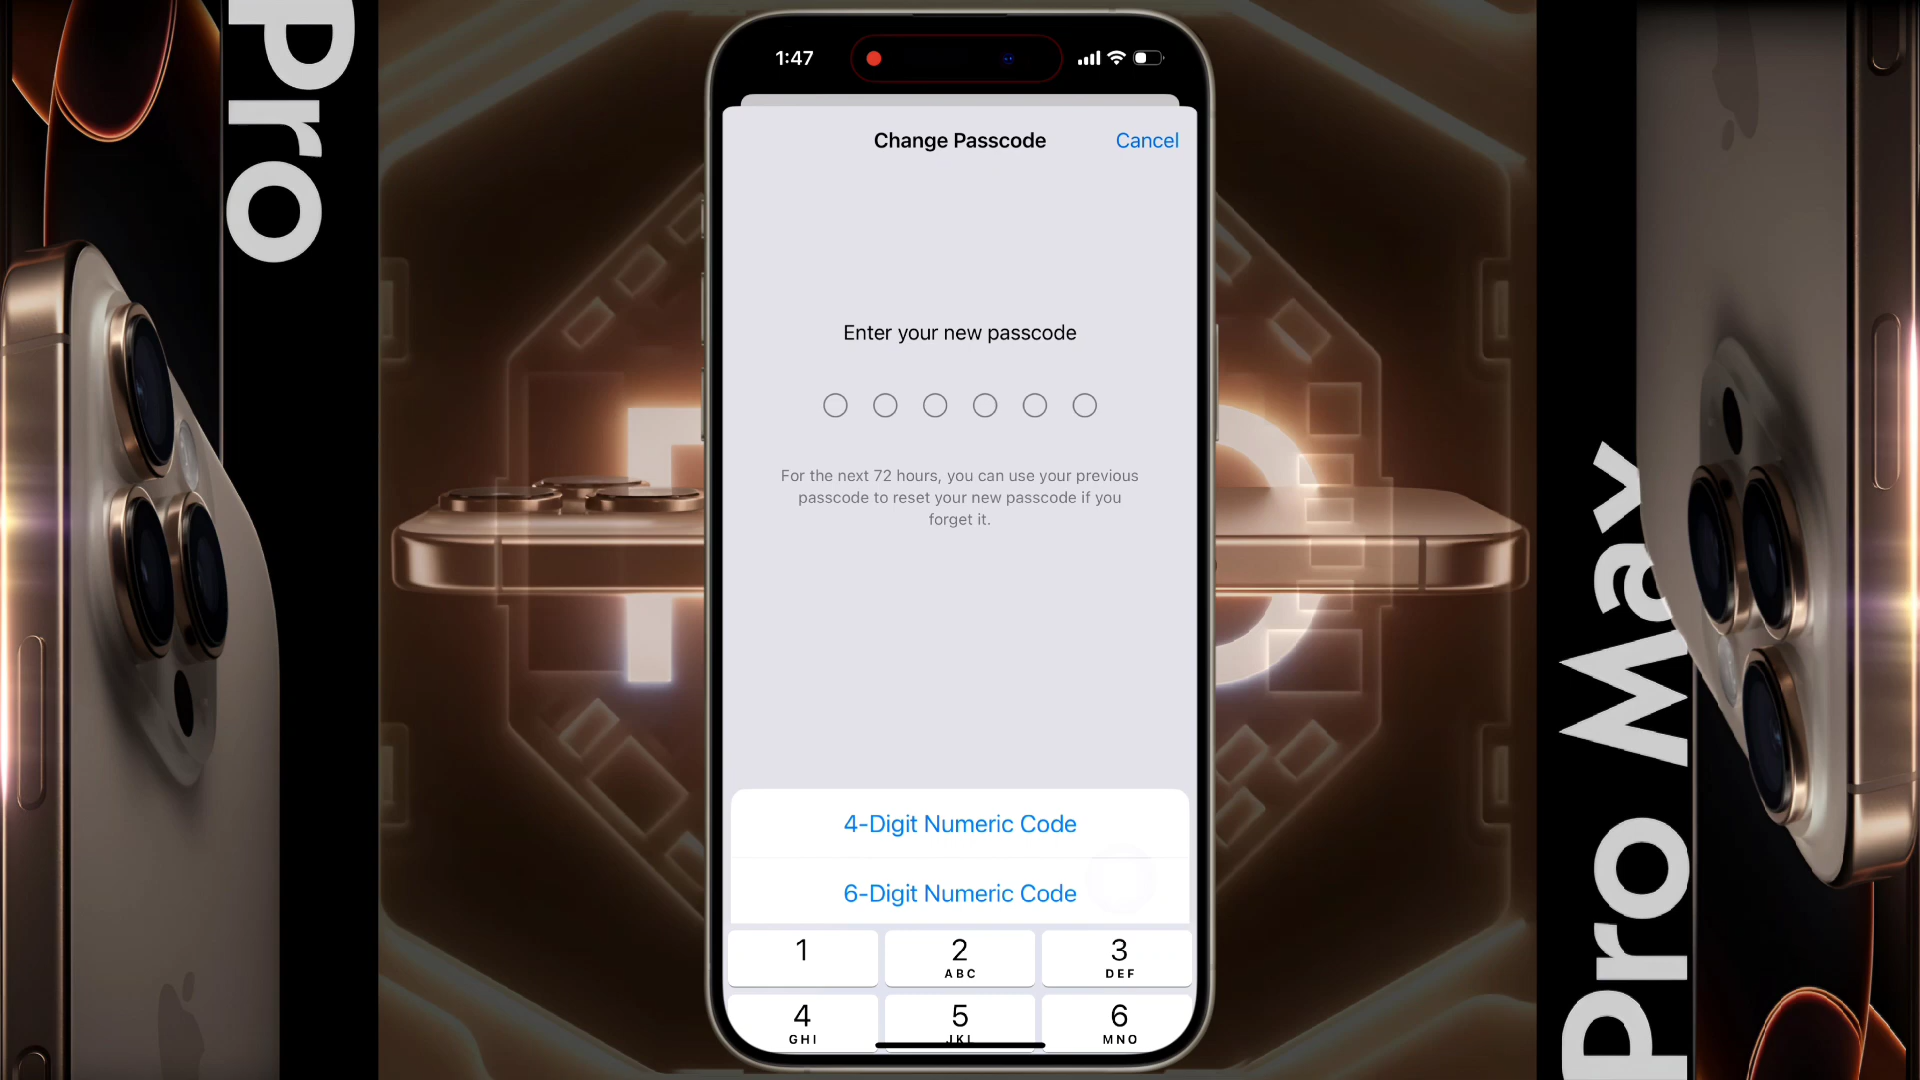 Pro
1:47
Change Passcode
Cancel
Enter your new passcode
For the next 72 hours, you can use your previous
passcode to reset your new passcode if you
forget it.
4-Digit Numeric Code
6-Digit Numeric Code
1
2
ABC
3
DEF
4
GHI
5
JKL
6
MNO
Pro Max